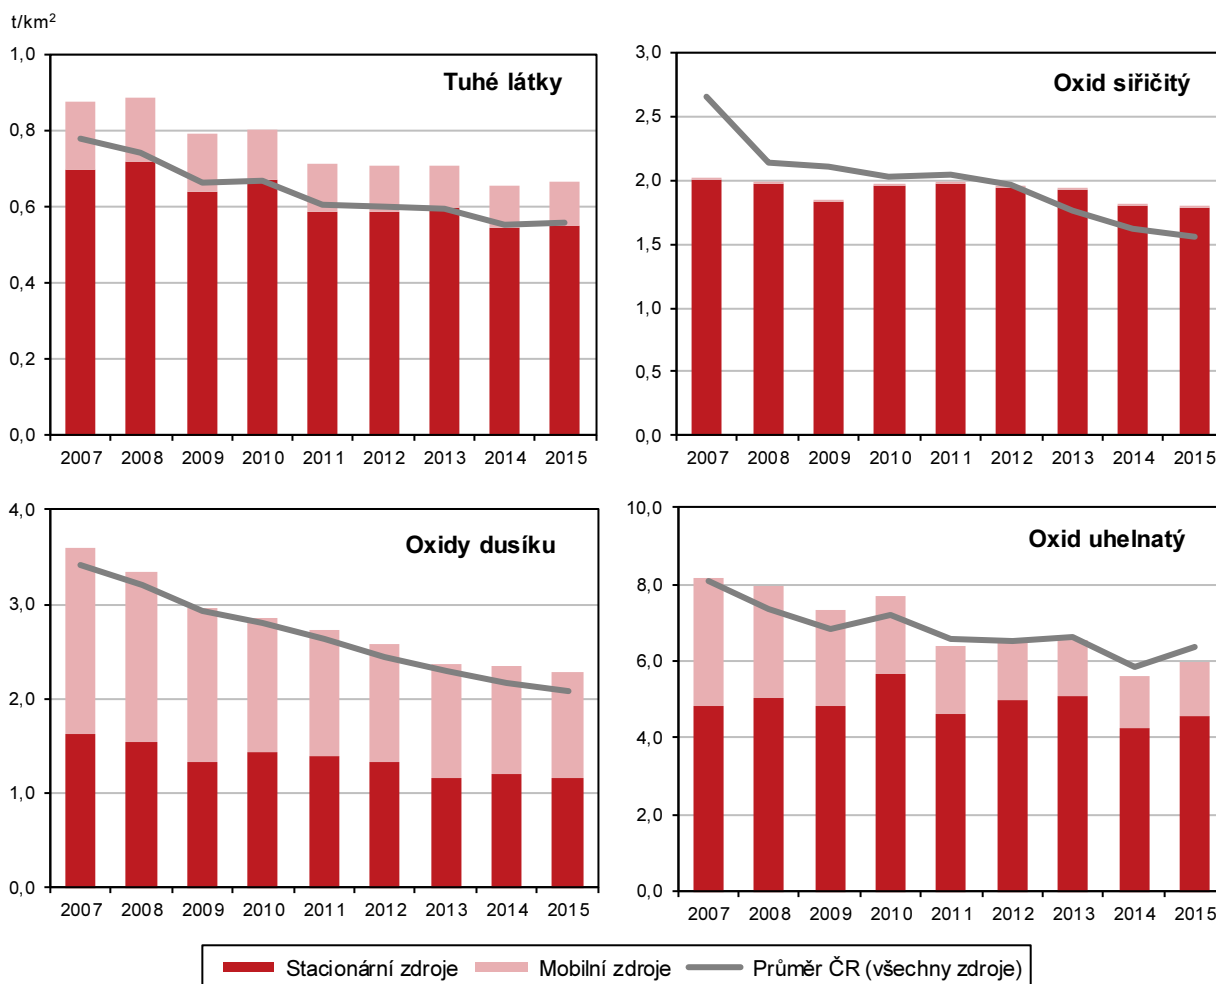 t/km²
1,0
0,8
0,6
0,4
0,2
0,0
Tuhé látky
2007 2008 2009 2010 2011 2012 2013 2014 2015
3,0
2,5
2,0
1,5
1,0
0,5
0,0
Oxid siřičitý
2007 2008 2009 2010 2011 2012 2013 2014 2015
4,0
3,0
2,0
1,0
0,0
Oxidy dusíku
2007 2008 2009 2010 2011 2012 2013 2014 2015
10,0
8,0
6,0
4,0
2,0
0,0
Oxid uhelnatý
2007 2008 2009 2010 2011 2012 2013 2014 2015
Stacionární zdroje Mobilní zdroje Průměr ČR (všechny zdroje)